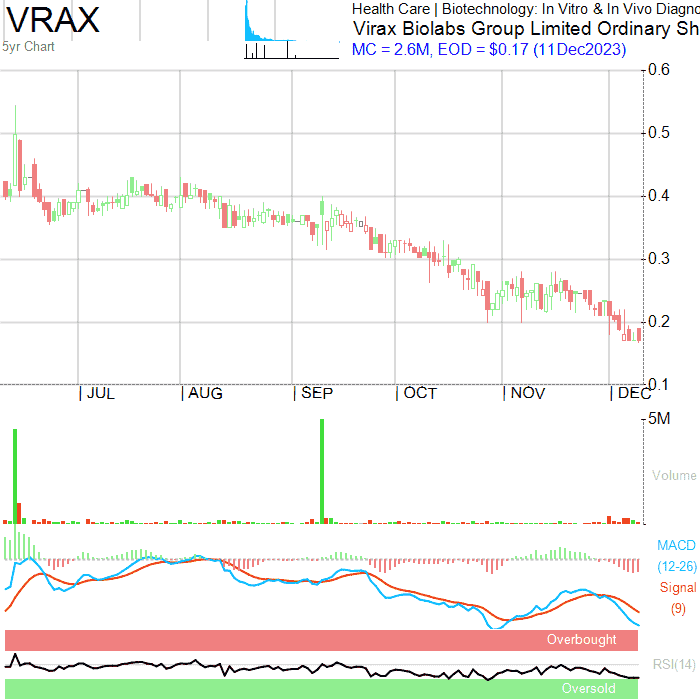 VRAX
Health Care | Biotechnology: In Vitro & In Vivo Diagno
5yr Chart
Virax Biolabs Group Limited Ordinary Sh
MC = 2.6M, EOD = $0.17 (11Dec2023)
0.6
0.5
0.4
0.3
0.2
0.1
| JUL | AUG | SEP | OCT | NOV | DEC
5M
Volume
MACD
(12-26)
Signal
(9)
Overbought
RSI(14)
Oversold